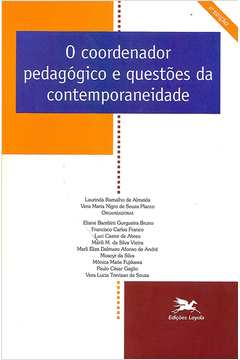 2ª edição
O coordenador
pedagógico e questões da
contemporaneidade
Laurinda Ramalho de Almeida
Vera Maria Nigro de Souza Placco
Organizadoras
Eliane Bambini Gorgueira Bruno
Francisco Carlos Franco
Luci Castor de Abreu
Marili M. da Silva Vieira
Marli Eliza Dalmazo Afonso de André
Moacyr da Silva
Mônica Marie Fujikawa
Paulo César Geglio
Vera Lucia Trevisan de Souza
Edições Loyola